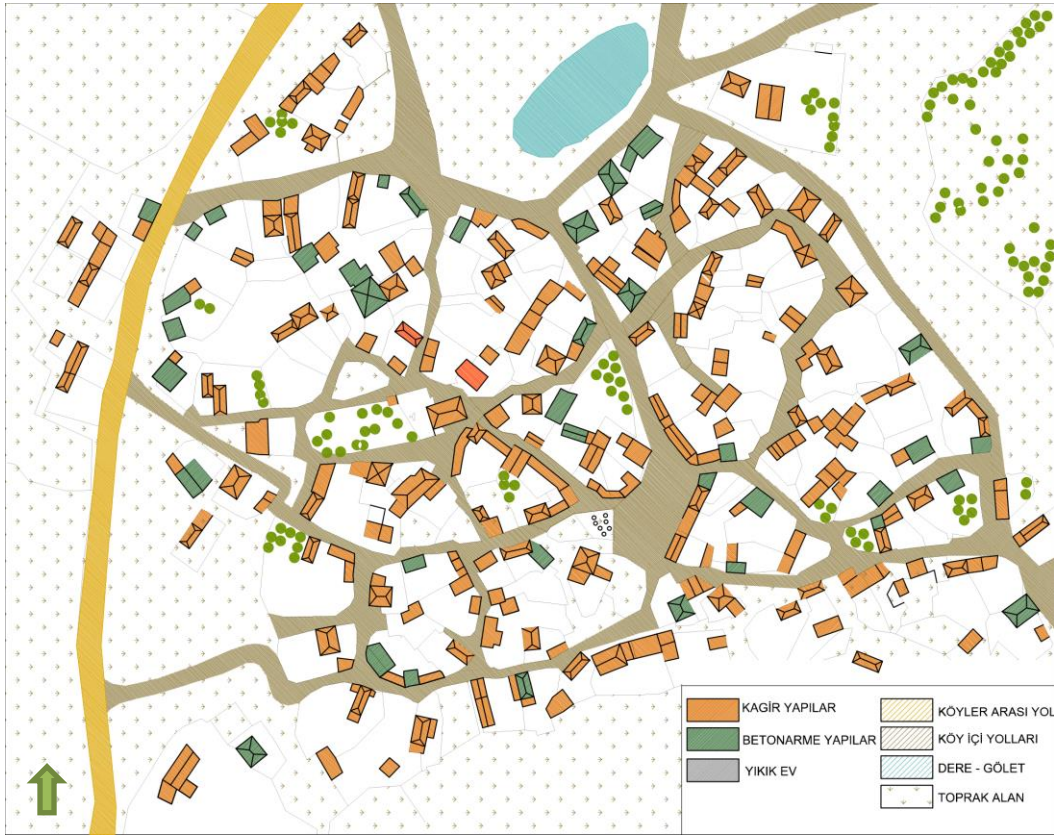 KAGİR YAPILAR
BETONARME YAPILAR
YIKIK EV
KÖYLER ARASI YOL
KÖY İÇİ YOLLARI
DERE - GÖLET
TOPRAK ALAN